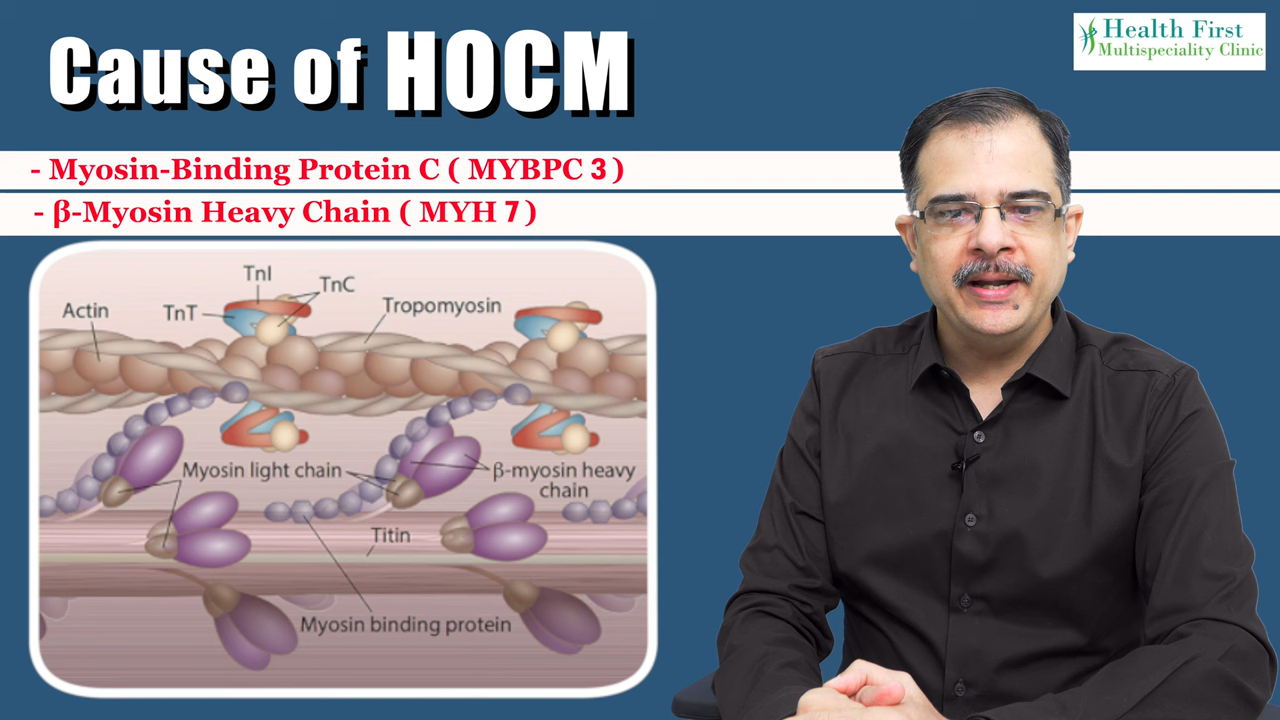 Cause of HOCM
Health First
Multispeciality Clinic
- Myosin-Binding Protein C ( MYBPC 3 )
- β-Myosin Heavy Chain ( MYH 7 )
TnI
TnC
Actin
TnT
Tropomyosin
Myosin light chain
β-myosin heavy
chain
Titin
Myosin binding protein